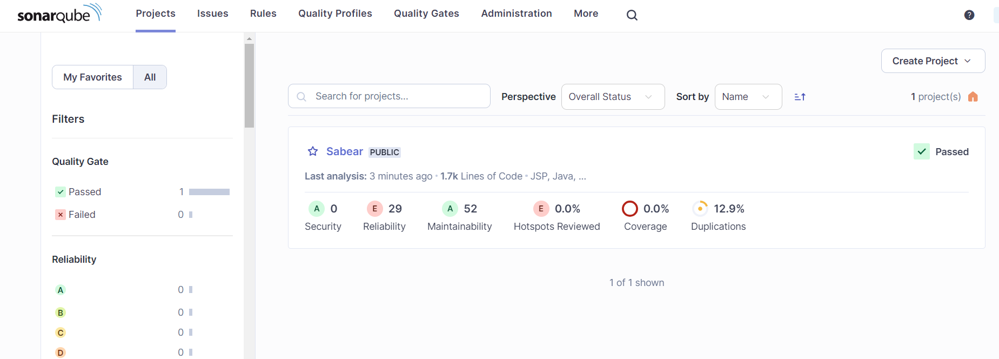 sonarqube Projects Issues Rules Quality Profiles Quality Gates Administration More ?
My Favorites All
Filters
Quality Gate
Passed 1
Failed 0
Reliability
A 0
B 0
C 0
D 0
Create Project
Search for projects... Perspective Overall Status Sort by Name 1 project(s)
Sabear PUBLIC Passed
Last analysis: 3 minutes ago • 1.7k Lines of Code • JSP, Java, ...
A 0 E 29 A 52 E 0.0% 0.0% 12.9%
Security Reliability Maintainability Hotspots Reviewed Coverage Duplications
1 of 1 shown